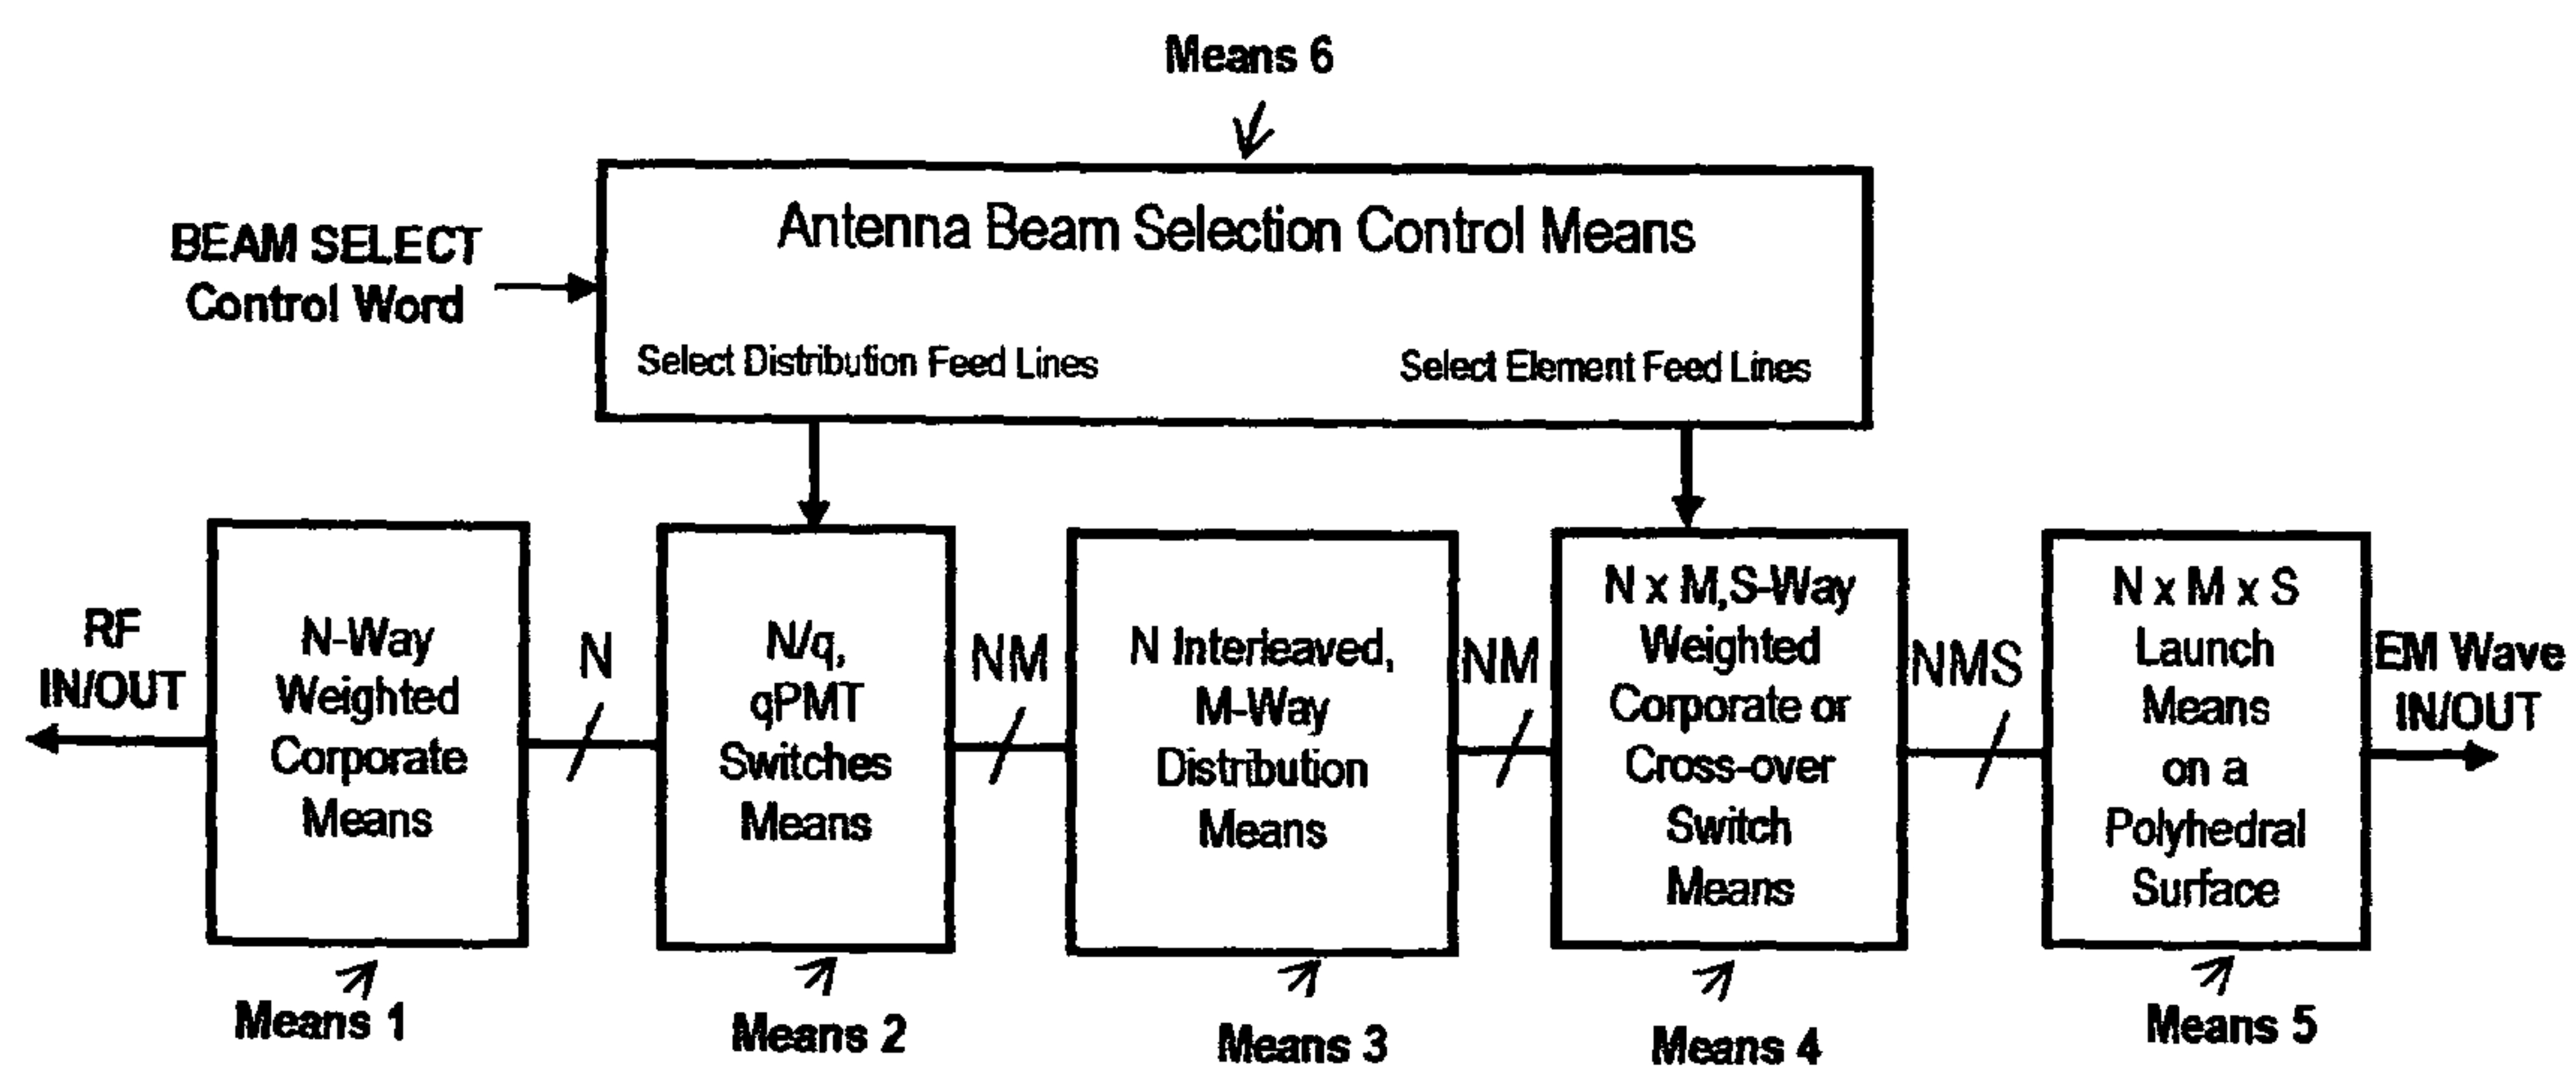 Means 6
Antenna Beam Selection Control Means
BEAM SELECT
Control Word
Select Distribution Feed Lines
Select Element Feed Lines
RF
IN/OUT
N-Way
Weighted
Corporate
Means
N
N/q,
qPMT
Switches
Means
NM
N Interleaved,
M-Way
Distribution
Means
NM
N x M,S-Way
Weighted
Corporate or
Cross-over
Switch
Means
NMS
N x M x S
Launch
Means
on a
Polyhedral
Surface
EM Wave
IN/OUT
Means 1
Means 2
Means 3
Means 4
Means 5